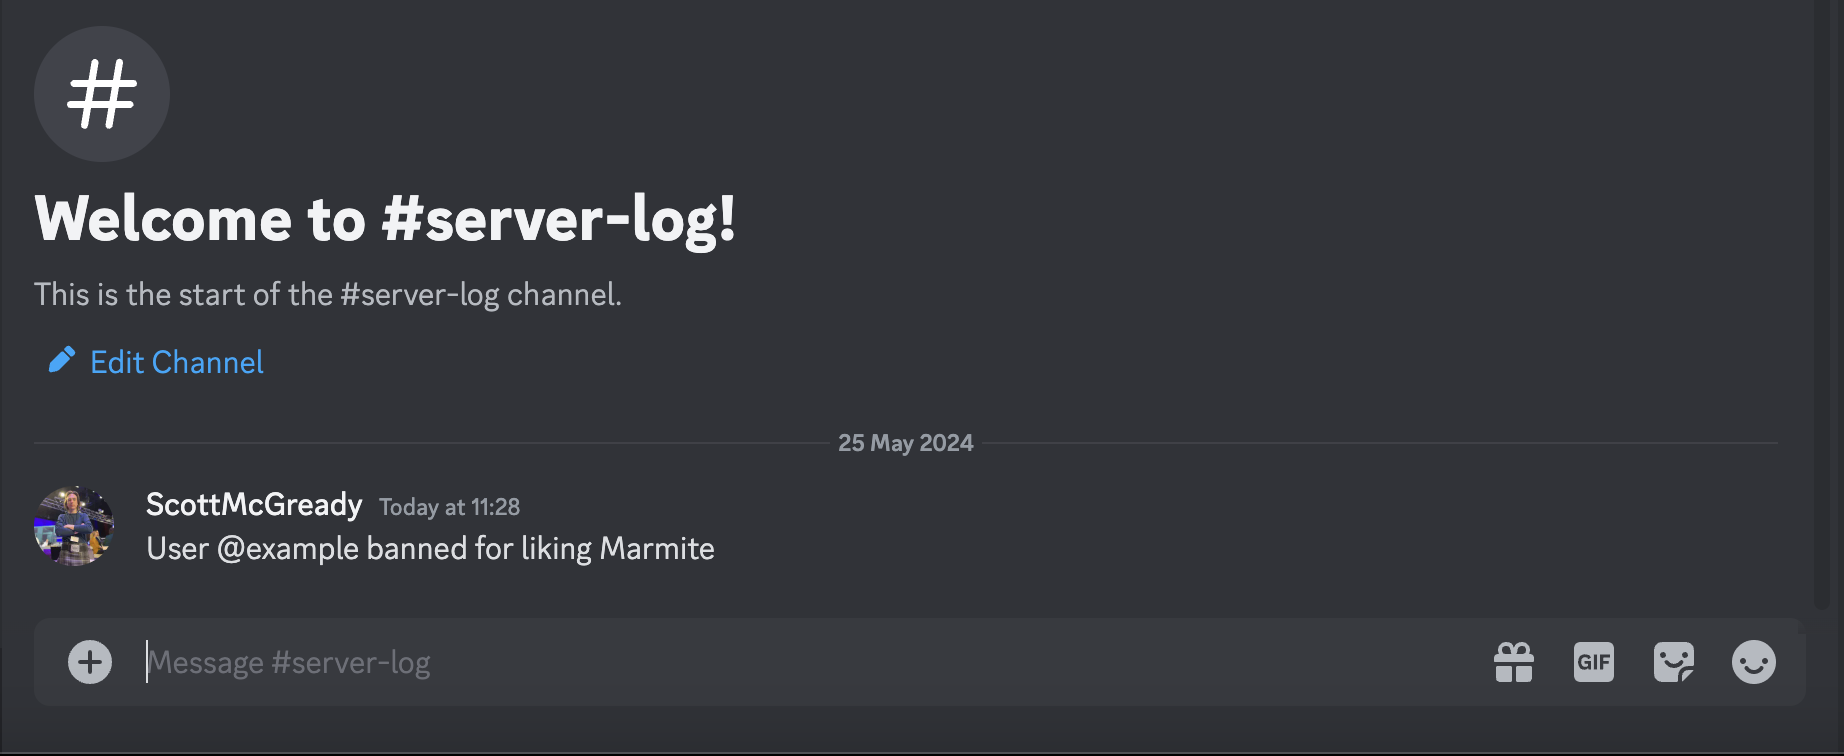 #
Welcome to #server-log!
This is the start of the #server-log channel.
Edit Channel
25 May 2024
ScottMcGready Today at 11:28
User @example banned for liking Marmite
Message #server-log
GIF